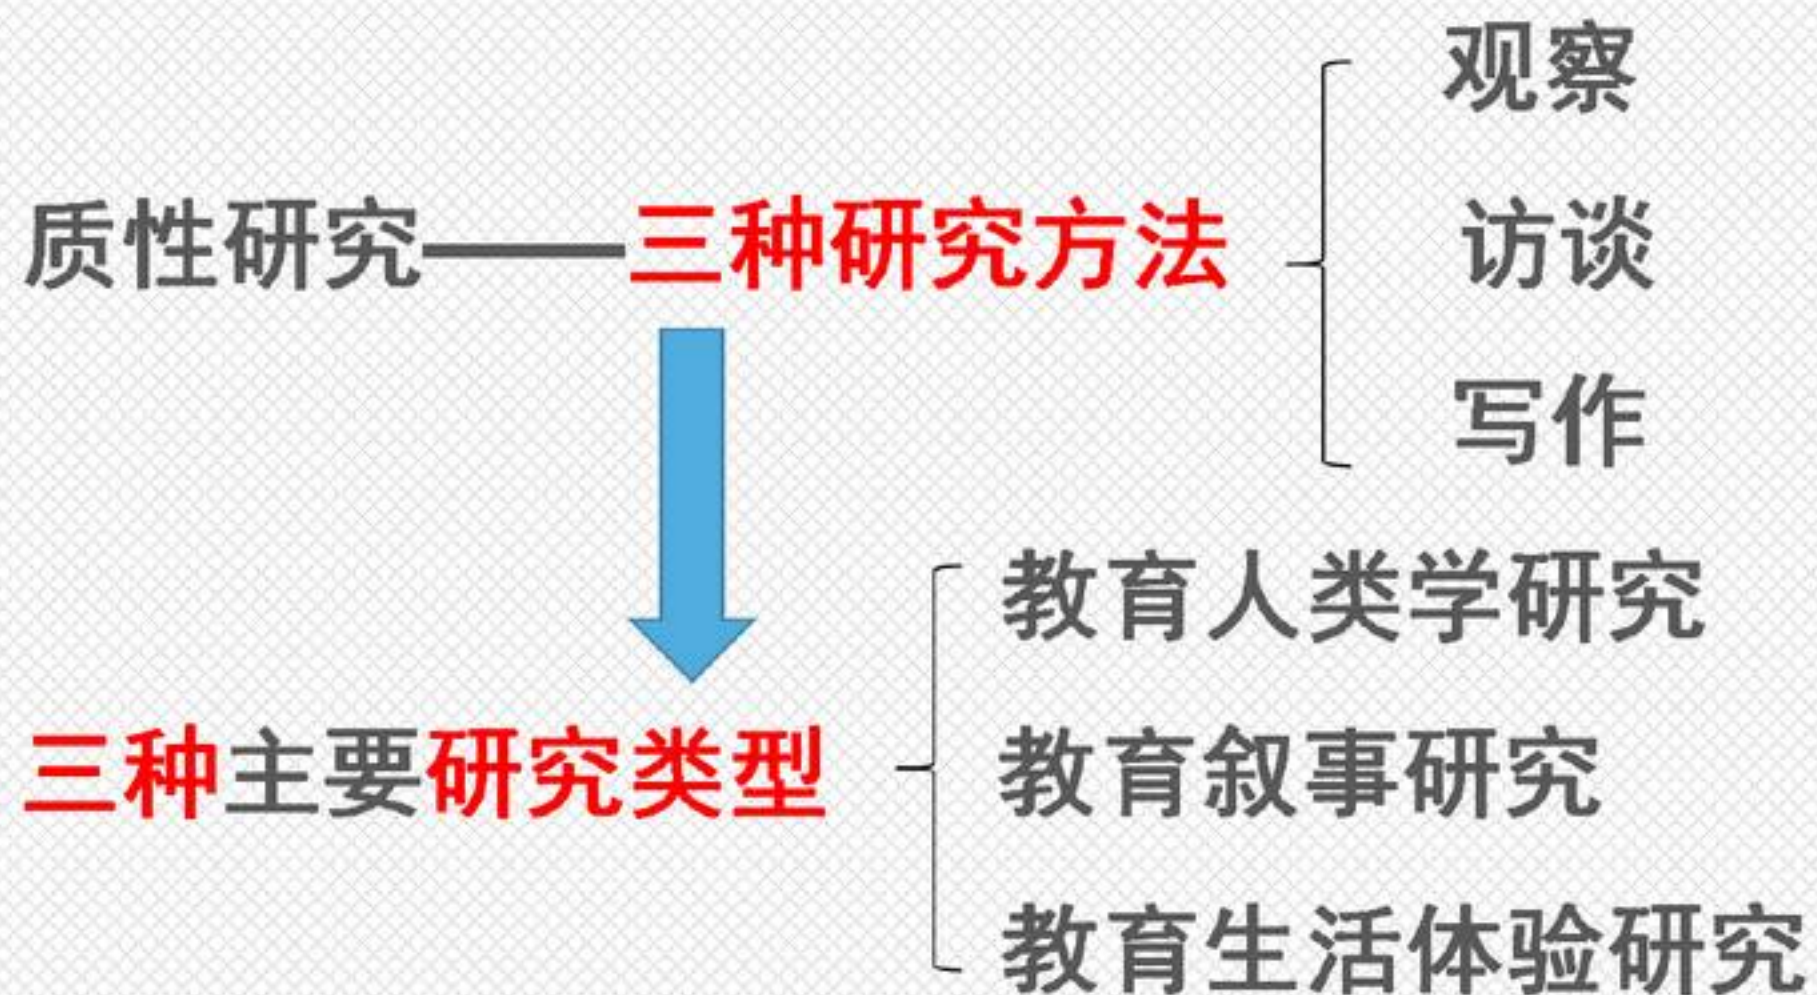 观察
质性研究——三种研究方法
访谈
写作
教育人类学研究
三种主要研究类型
教育叙事研究
教育生活体验研究